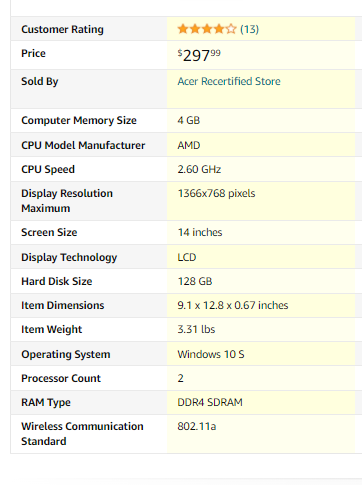 Customer Rating (13)
Price $297.99
Sold By Acer Recertified Store
Computer Memory Size 4 GB
CPU Model Manufacturer AMD
CPU Speed 2.60 GHz
Display Resolution Maximum 1366x768 pixels
Screen Size 14 inches
Display Technology LCD
Hard Disk Size 128 GB
Item Dimensions 9.1 x 12.8 x 0.67 inches
Item Weight 3.31 lbs
Operating System Windows 10 S
Processor Count 2
RAM Type DDR4 SDRAM
Wireless Communication Standard 802.11a